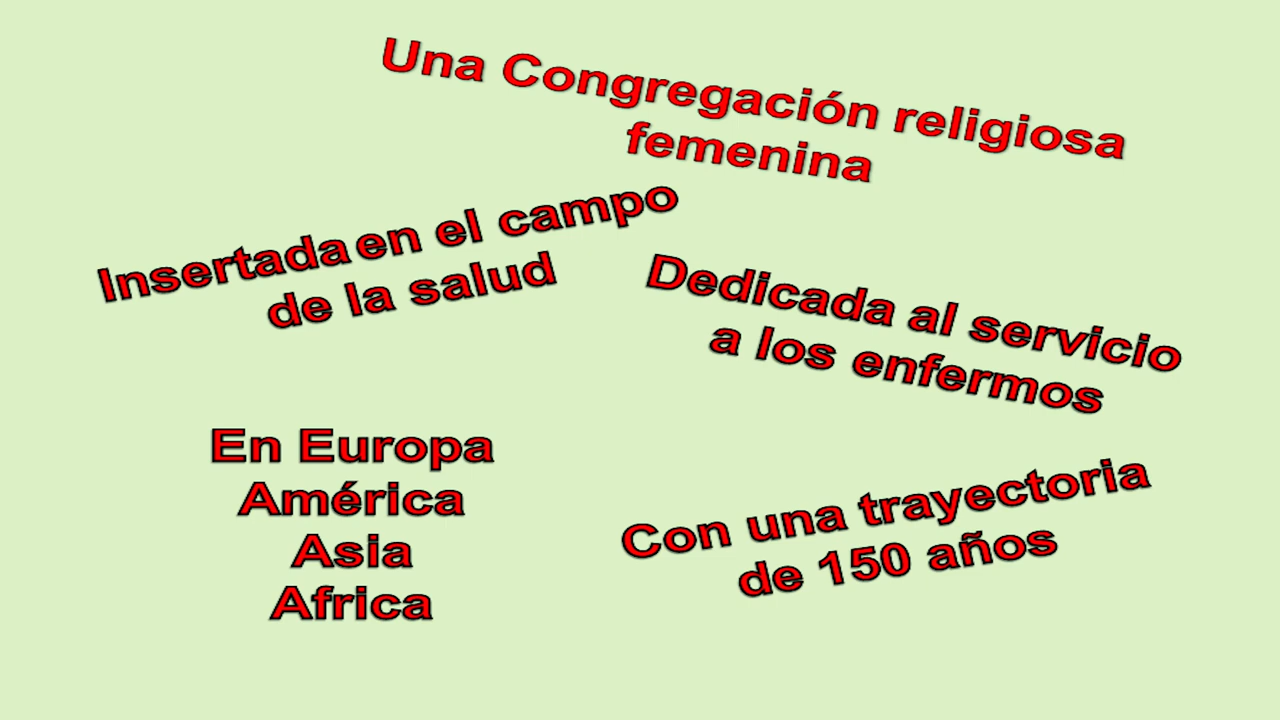 Una Congregación religiosa
femenina
Insertada en el campo
de la salud
Dedicada al servicio
a los enfermos
En Europa
América
Asia
Africa
Con una trayectoria
de 150 años